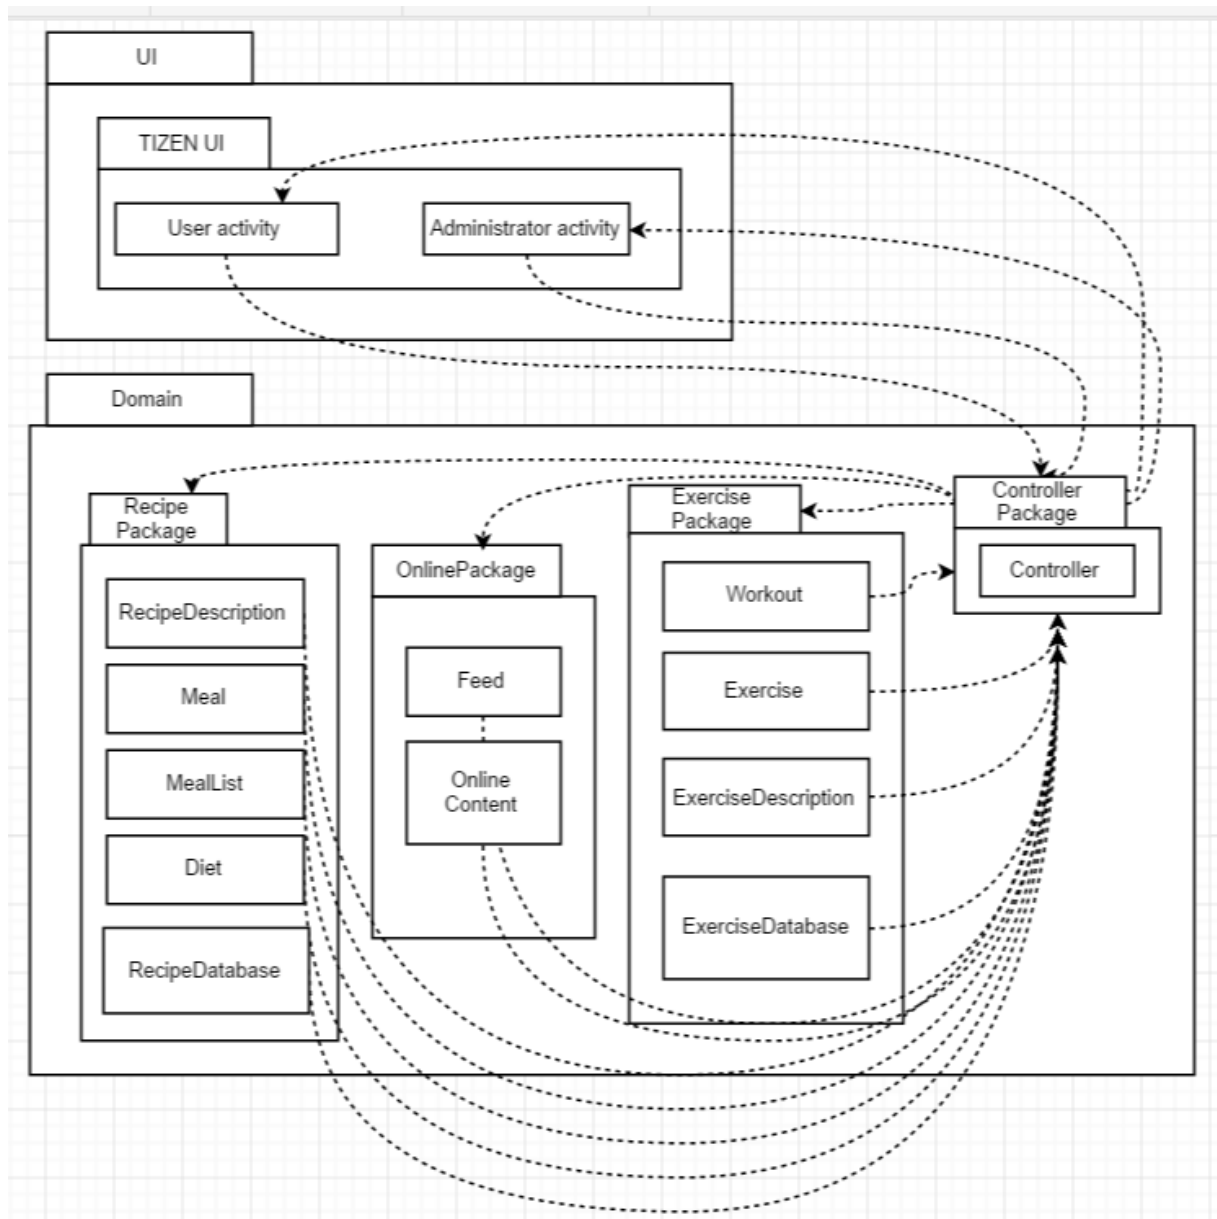 UI
TIZEN UI
User activity
Administrator activity
Domain
Recipe
Package
RecipeDescription
Meal
MealList
Diet
RecipeDatabase
OnlinePackage
Feed
Online
Content
Exercise
Package
Workout
Exercise
ExerciseDescription
ExerciseDatabase
Controller
Package
Controller